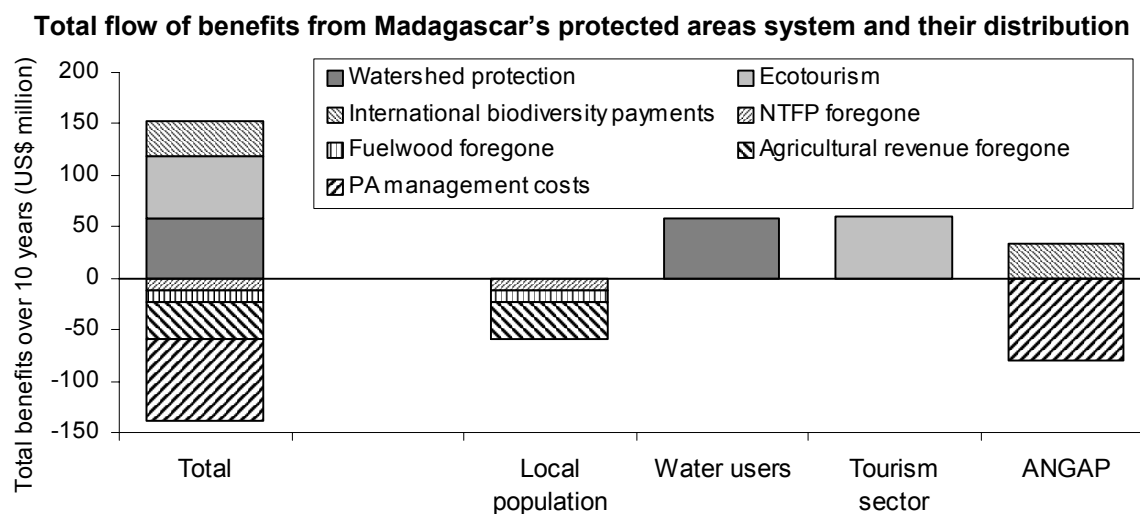 Total flow of benefits from Madagascar's protected areas system and their distribution
Total benefits over 10 years (US$ million)
200
150
100
50
0
-50
-100
-150
Watershed protection
Ecotourism
International biodiversity payments
NTFP foregone
Fuelwood foregone
Agricultural revenue foregone
PA management costs
Total
Local
population
Water users
Tourism
sector
ANGAP